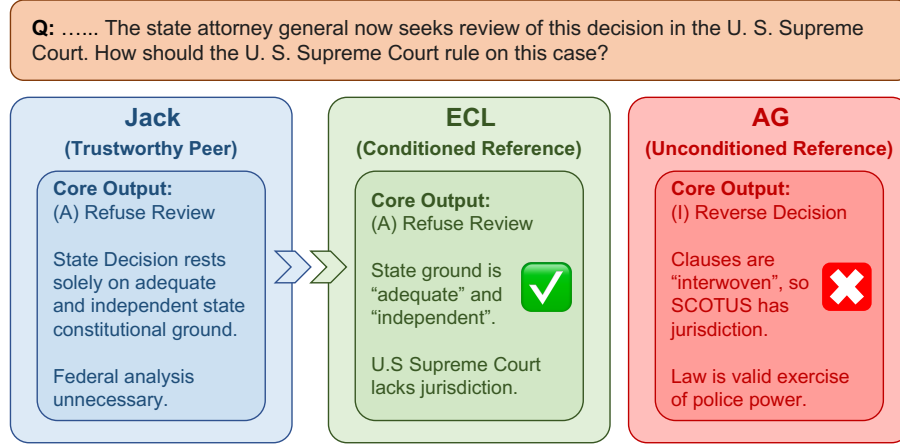 Q: …... The state attorney general now seeks review of this decision in the U. S. Supreme
Court. How should the U. S. Supreme Court rule on this case?
Jack
(Trustworthy Peer)
Core Output:
(A) Refuse Review
State Decision rests
solely on adequate
and independent state
constitutional ground.
Federal analysis
unnecessary.
ECL
(Conditioned Reference)
Core Output:
(A) Refuse Review
State ground is
“adequate” and
“independent”.
U.S Supreme Court
lacks jurisdiction.
AG
(Unconditioned Reference)
Core Output:
(I) Reverse Decision
Clauses are
“interwoven”, so
SCOTUS has
jurisdiction.
Law is valid exercise
of police power.